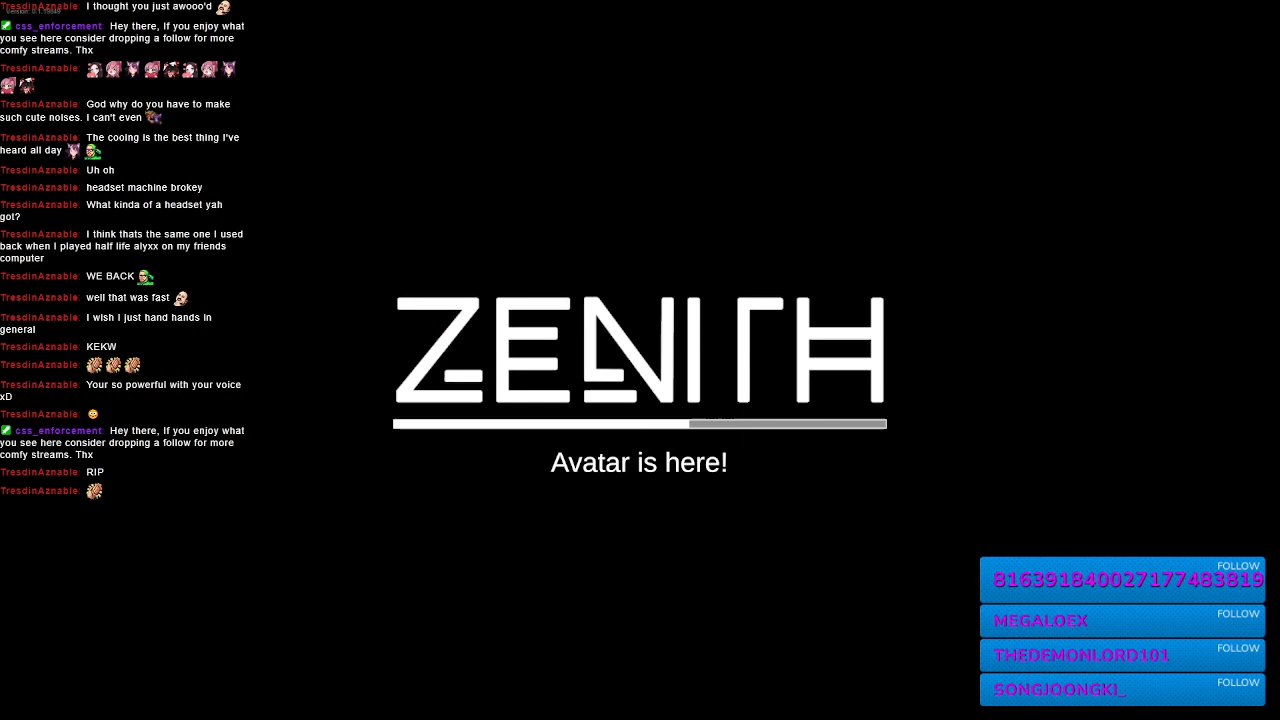 TresdinAznable: I thought you just awooo'd
Version: 0.1.19849
css_enforcement: Hey there, If you enjoy what
you see here consider dropping a follow for more
comfy streams. Thx
TresdinAznable:
TresdinAznable: God why do you have to make
such cute noises. I can't even
TresdinAznable: The cooing is the best thing I've
heard all day
TresdinAznable: Uh oh
TresdinAznable: headset machine brokey
TresdinAznable: What kinda of a headset yah
got?
TresdinAznable: I think thats the same one I used
back when I played half life alyxx on my friends
computer
TresdinAznable: WE BACK
TresdinAznable: well that was fast
TresdinAznable: I wish I just hand hands in
general
TresdinAznable: KEKW
TresdinAznable:
TresdinAznable: Your so powerful with your voice
xD
TresdinAznable:
css_enforcement: Hey there, If you enjoy what
you see here consider dropping a follow for more
comfy streams. Thx
TresdinAznable: RIP
TresdinAznable:
ZENITH
Avatar is here!
FOLLOW
816391840027177483819
FOLLOW
MEGALOEX
FOLLOW
THEDEMONLORD101
FOLLOW
SONGJOONGKI_